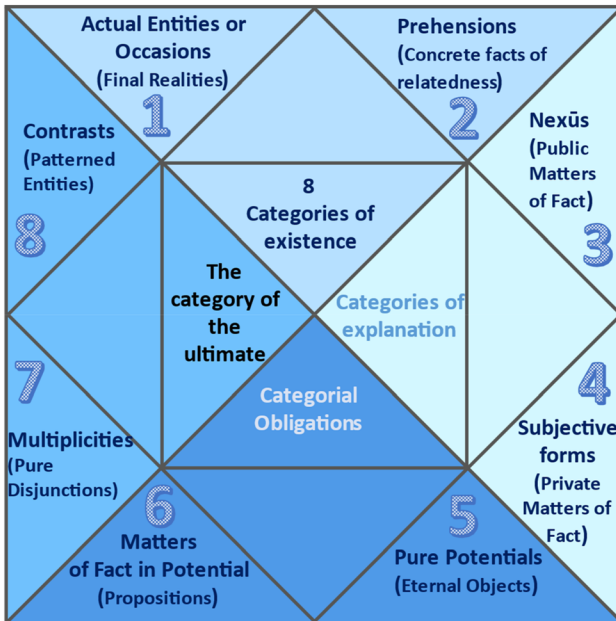 Actual Entities or
Occasions
(Final Realities)
1
Prehensions
(Concrete facts of
relatedness)
2
Nexūs
(Public
Matters
of Fact)
3
Contrasts
(Patterned
Entities)
8
8
Categories of
existence
The
category of
the
ultimate
Categories of
explanation
Categorial
Obligations
7
Multiplicities
(Pure
Disjunctions)
4
Subjective
forms
(Private
Matters of
Fact)
6
Matters
of Fact in Potential
(Propositions)
5
Pure Potentials
(Eternal Objects)